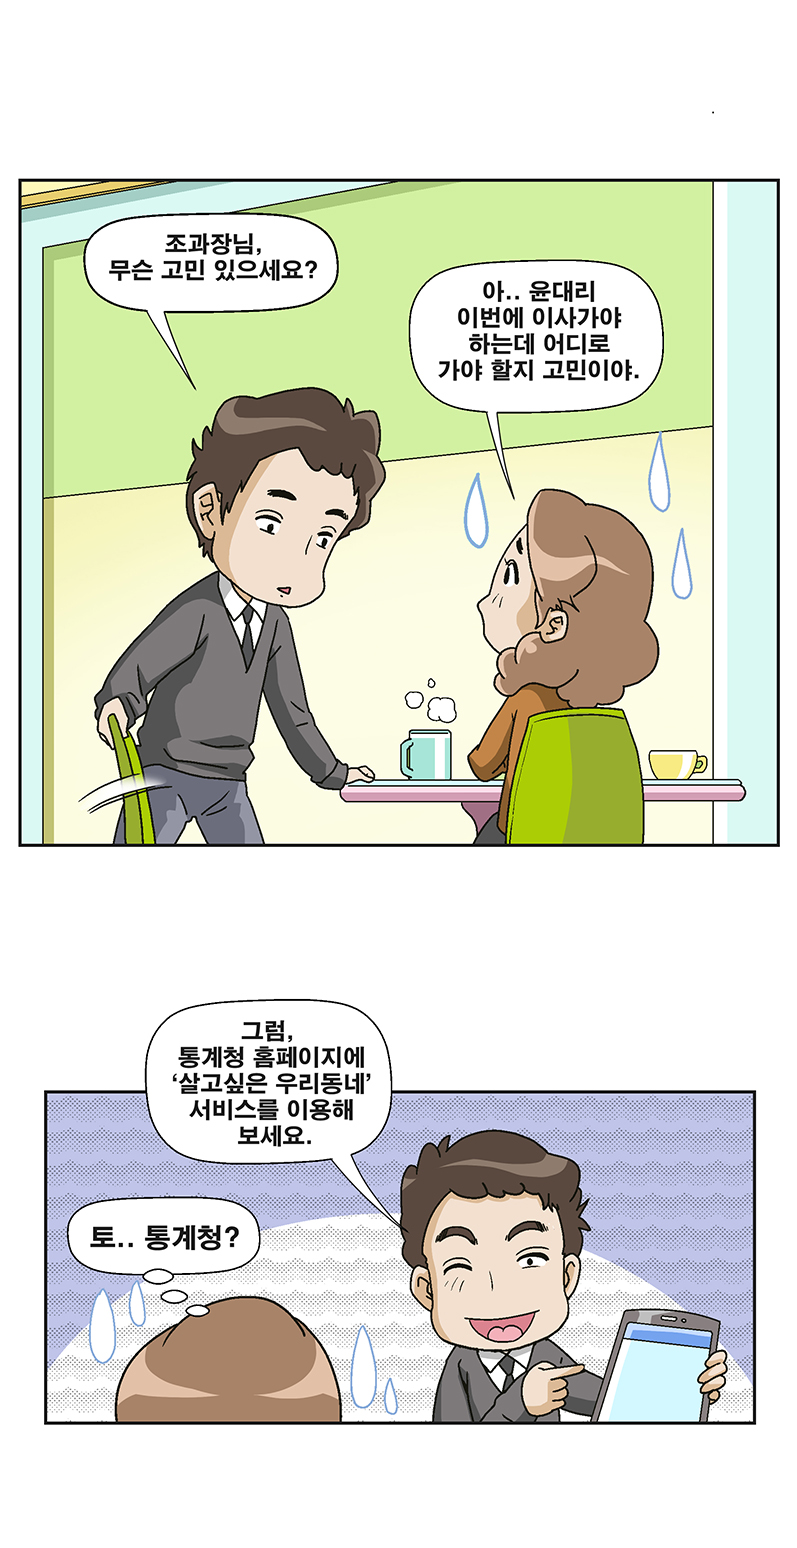 조과장님,
무슨 고민 있으세요?
아.. 윤대리
이번에 이사가야
하는데 어디로
가야 할지 고민이야.
그럼,
통계청 홈페이지에
‘살고싶은 우리동네’
서비스를 이용해
보세요.
토.. 통계청?